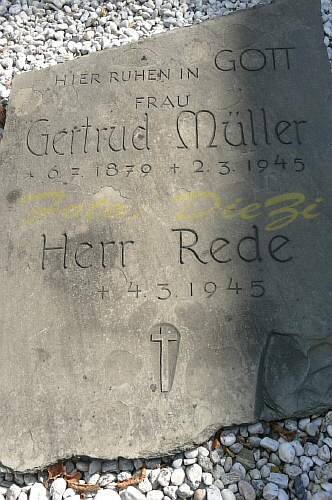 HIER RUHEN IN GOTT
FRAU
Gertrud Müller
+ 6.7.1879 + 2.3.1945
Foto: DieZi
Herr Rede
+ 4.3.1945